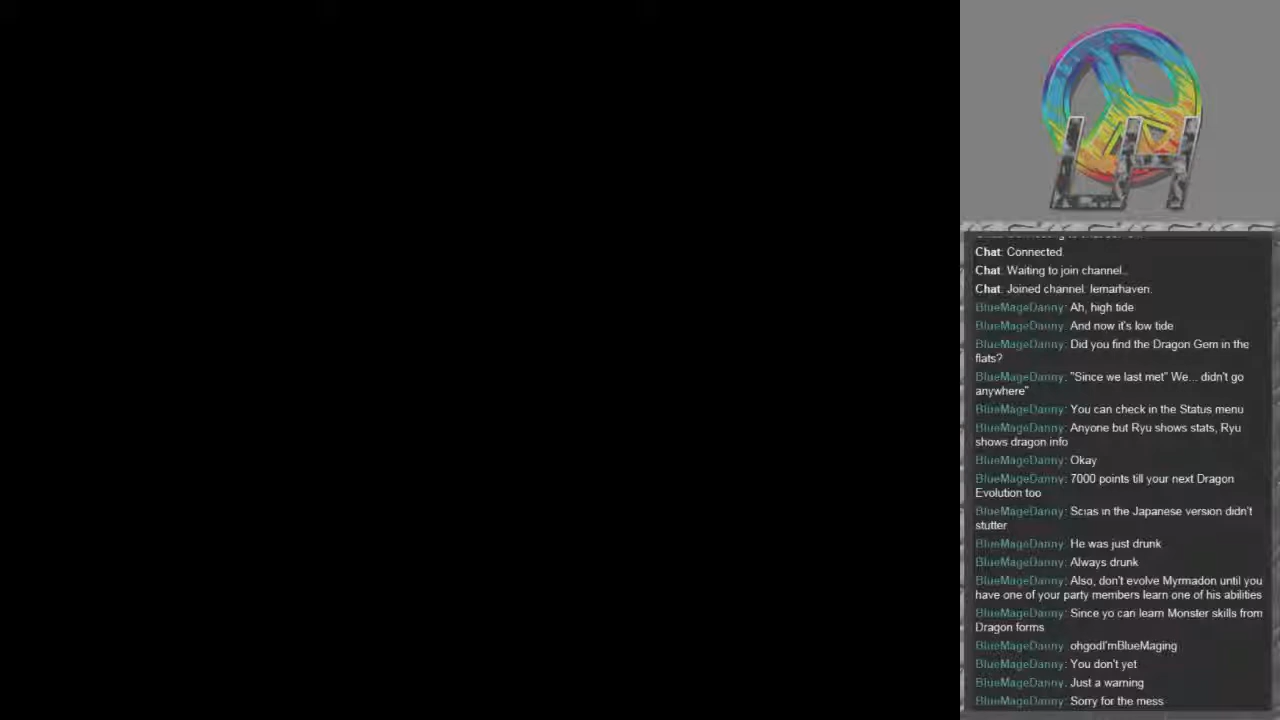 LH
Chat: Connected.
Chat: Waiting to join channel..
Chat: Joined channel: lemarhaven.
BlueMageDanny: Ah, high tide
BlueMageDanny: And now it's low tide
BlueMageDanny: Did you find the Dragon Gem in the
flats?
BlueMageDanny: "Since we last met" We... didn't go
anywhere"
BlueMageDanny: You can check in the Status menu
BlueMageDanny: Anyone but Ryu shows stats, Ryu
shows dragon info
BlueMageDanny: Okay
BlueMageDanny: 7000 points till your next Dragon
Evolution too
BlueMageDanny: Scias in the Japanese version didn't
stutter
BlueMageDanny: He was just drunk
BlueMageDanny: Always drunk
BlueMageDanny: Also, don't evolve Myrmadon until you
have one of your party members learn one of his abilities
BlueMageDanny: Since yo can learn Monster skills from
Dragon forms
BlueMageDanny: ohgodI'mBlueMaging
BlueMageDanny: You don't yet
BlueMageDanny: Just a warning
BlueMageDanny: Sorry for the mess